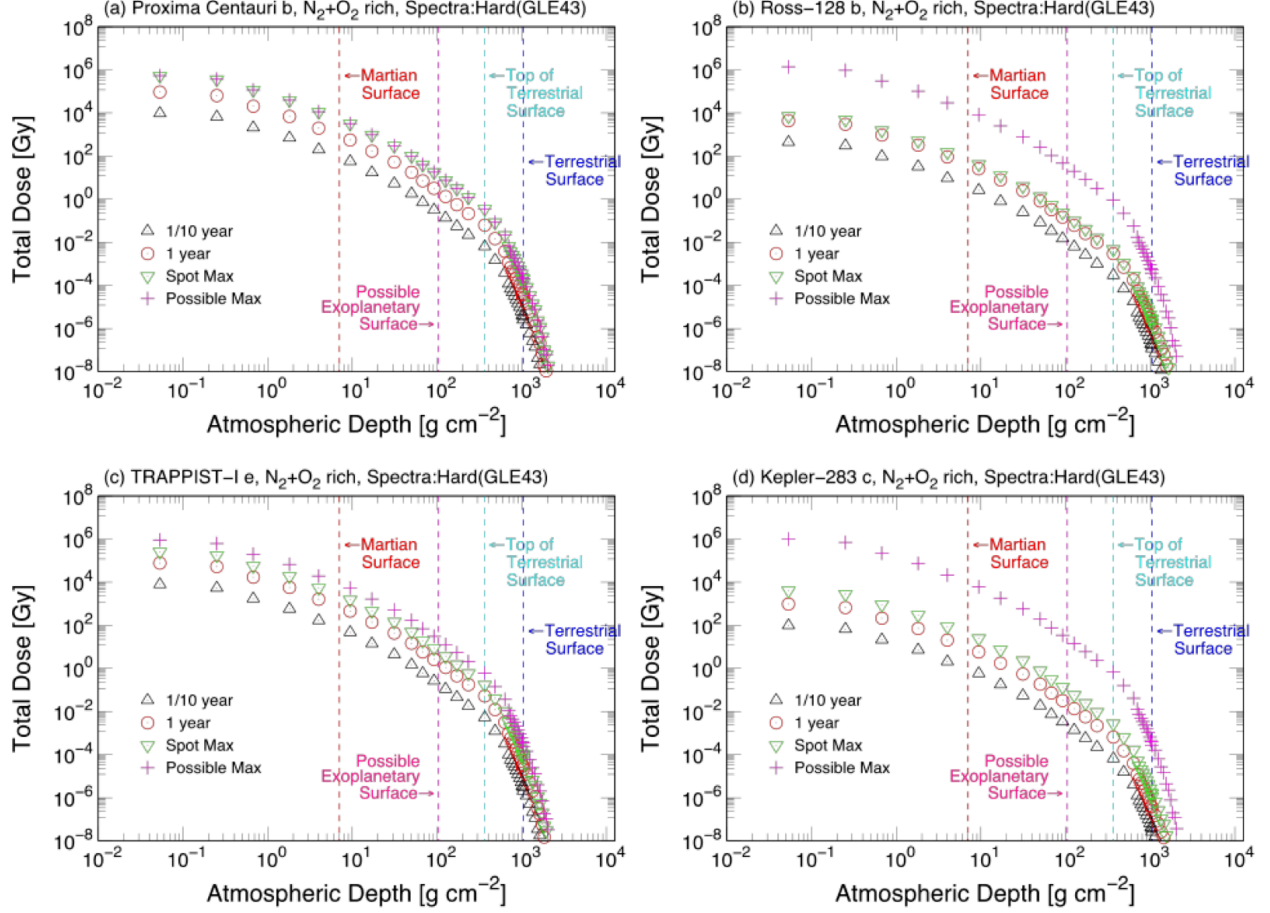 (a) Proxima Centauri b, N₂+O₂ rich, Spectra:Hard(GLE43)
10⁸
10⁶
10⁴
10²
10⁰
10⁻²
10⁻⁴
10⁻⁶
10⁻⁸
Total Dose [Gy]
Martian
Surface
Top of
Terrestrial
Surface
Terrestrial
Surface
1/10 year
1 year
Spot Max
Possible Max
Possible
Exoplanetary
Surface
10⁻² 10⁻¹ 10⁰ 10¹ 10² 10³ 10⁴
Atmospheric Depth [g cm⁻²]
(b) Ross−128 b, N₂+O₂ rich, Spectra:Hard(GLE43)
10⁸
10⁶
10⁴
10²
10⁰
10⁻²
10⁻⁴
10⁻⁶
10⁻⁸
Total Dose [Gy]
Martian
Surface
Top of
Terrestrial
Surface
Terrestrial
Surface
1/10 year
1 year
Spot Max
Possible Max
Possible
Exoplanetary
Surface
10⁻² 10⁻¹ 10⁰ 10¹ 10² 10³ 10⁴
Atmospheric Depth [g cm⁻²]
(c) TRAPPIST−I e, N₂+O₂ rich, Spectra:Hard(GLE43)
10⁸
10⁶
10⁴
10²
10⁰
10⁻²
10⁻⁴
10⁻⁶
10⁻⁸
Total Dose [Gy]
Martian
Surface
Top of
Terrestrial
Surface
Terrestrial
Surface
1/10 year
1 year
Spot Max
Possible Max
Possible
Exoplanetary
Surface
10⁻² 10⁻¹ 10⁰ 10¹ 10² 10³ 10⁴
Atmospheric Depth [g cm⁻²]
(d) Kepler−283 c, N₂+O₂ rich, Spectra:Hard(GLE43)
10⁸
10⁶
10⁴
10²
10⁰
10⁻²
10⁻⁴
10⁻⁶
10⁻⁸
Total Dose [Gy]
Martian
Surface
Top of
Terrestrial
Surface
Terrestrial
Surface
1/10 year
1 year
Spot Max
Possible Max
Possible
Exoplanetary
Surface
10⁻² 10⁻¹ 10⁰ 10¹ 10² 10³ 10⁴
Atmospheric Depth [g cm⁻²]